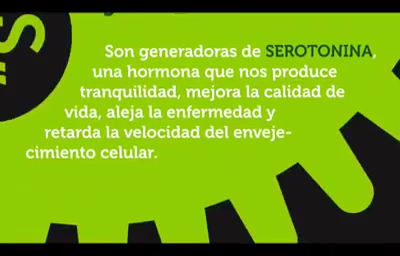 "S
Son generadoras de SEROTONINA,
una hormona que nos produce
tranquilidad, mejora la calidad de
vida, aleja la enfermedad y
retarda la velocidad del enveje-
cimiento celular.